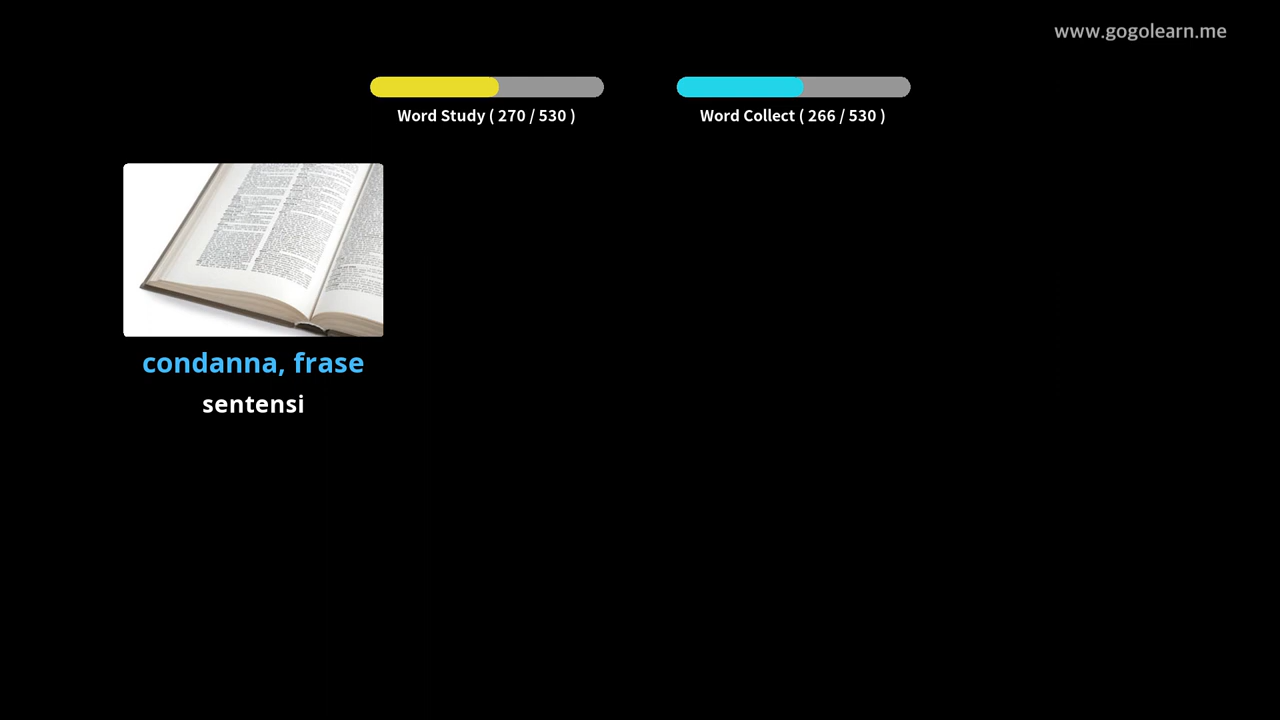 www.gogolearn.me
Word Study ( 270 / 530 )
Word Collect ( 266 / 530 )
condanna, frase
sentensi